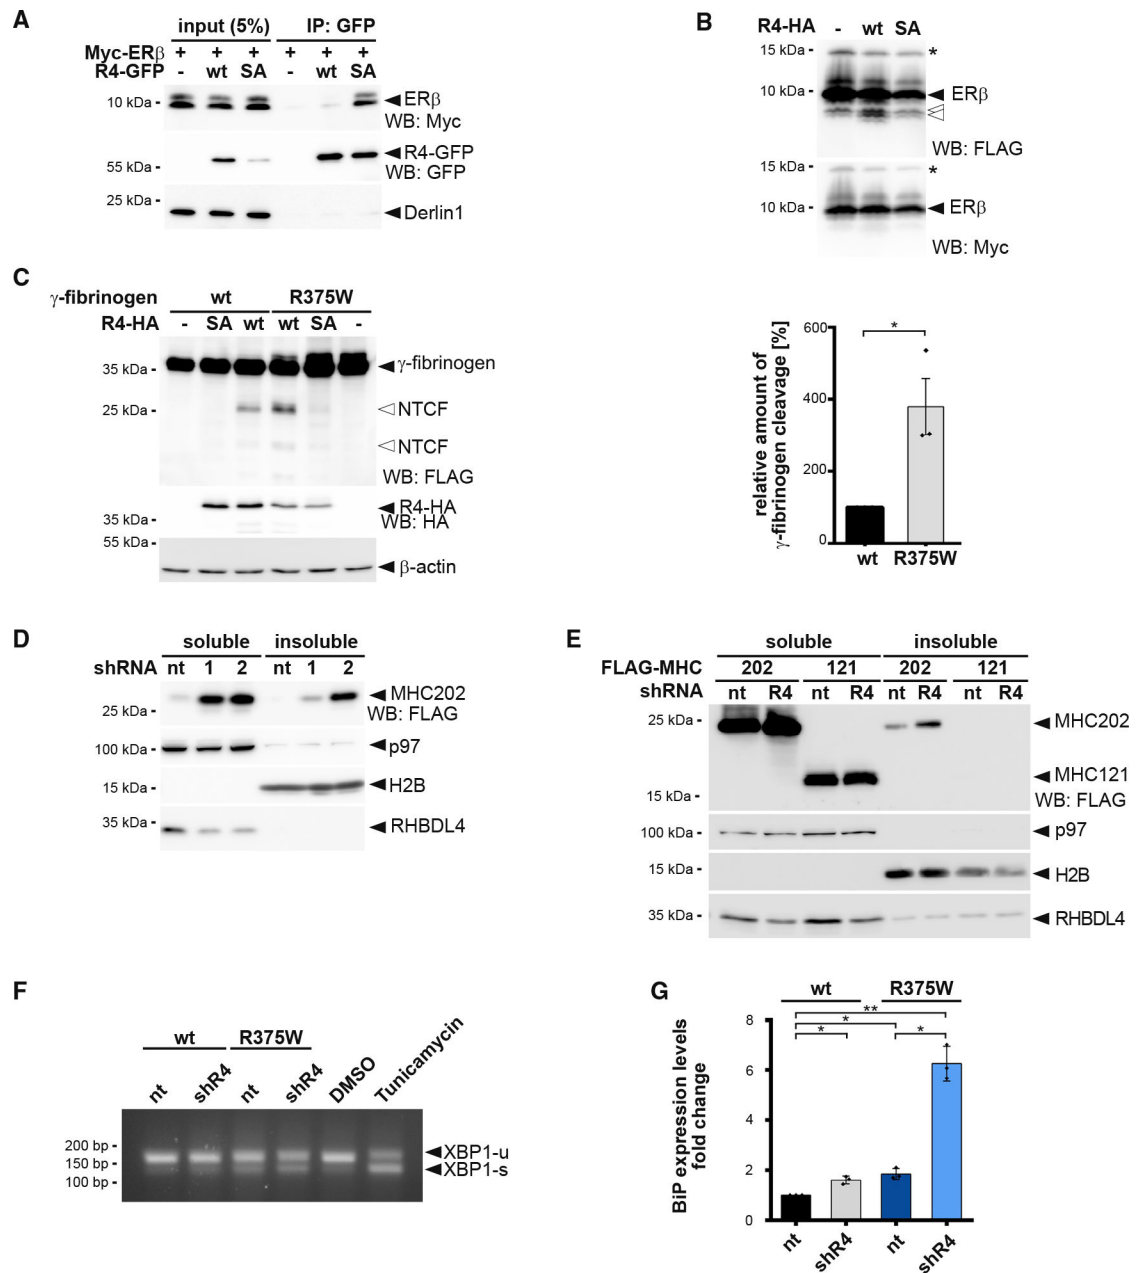 A
input (5%) IP: GFP
Myc-ERβ + + + + + +
R4-GFP - wt SA - wt SA
10 kDa - ERβ
WB: Myc
R4-GFP
55 kDa - WB: GFP
25 kDa -
Derlin1
B
R4-HA - wt SA
15 kDa - *
10 kDa - ERβ
WB: FLAG
15 kDa - *
10 kDa - ERβ
WB: Myc
C
γ-fibrinogen wt R375W
R4-HA - SA wt wt SA -
35 kDa - γ-fibrinogen
25 kDa - NTCF
NTCF
WB: FLAG
R4-HA
35 kDa - WB: HA
55 kDa -
β-actin
relative amount of
γ-fibrinogen cleavage [%]
600
400
200
0
*
wt R375W
D
soluble insoluble
shRNA nt 1 2 nt 1 2
MHC202
25 kDa - WB: FLAG
100 kDa - p97
15 kDa - H2B
35 kDa - RHBDL4
E
soluble insoluble
FLAG-MHC 202 121 202 121
shRNA nt R4 nt R4 nt R4 nt R4
25 kDa - MHC202
MHC121
15 kDa - WB: FLAG
100 kDa - p97
15 kDa - H2B
35 kDa - RHBDL4
F
wt R375W
nt shR4 nt shR4 DMSO Tunicamycin
200 bp - XBP1-u
150 bp - XBP1-s
100 bp -
G
wt R375W
BiP expression levels
fold change
8
6
4
2
0
**
*
* *
nt shR4 nt shR4